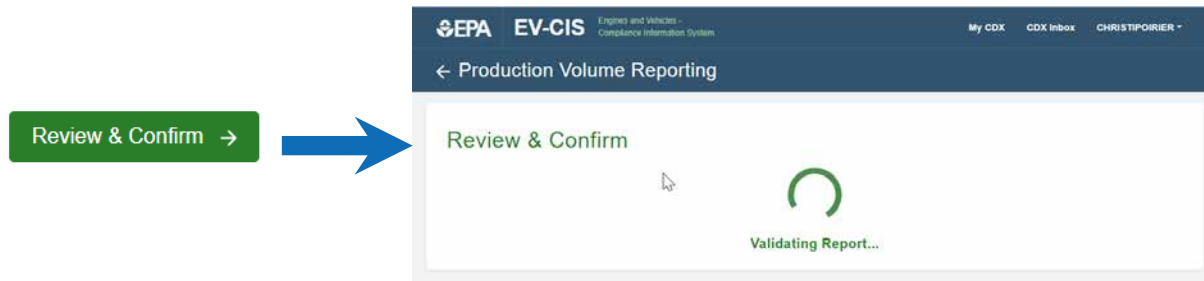 Review & Confirm →
EPA EV-CIS Engines and Vehicles -
Compliance Information System
My CDX CDX Inbox CHRISTIPOIRIER
← Production Volume Reporting
Review & Confirm
Validating Report...